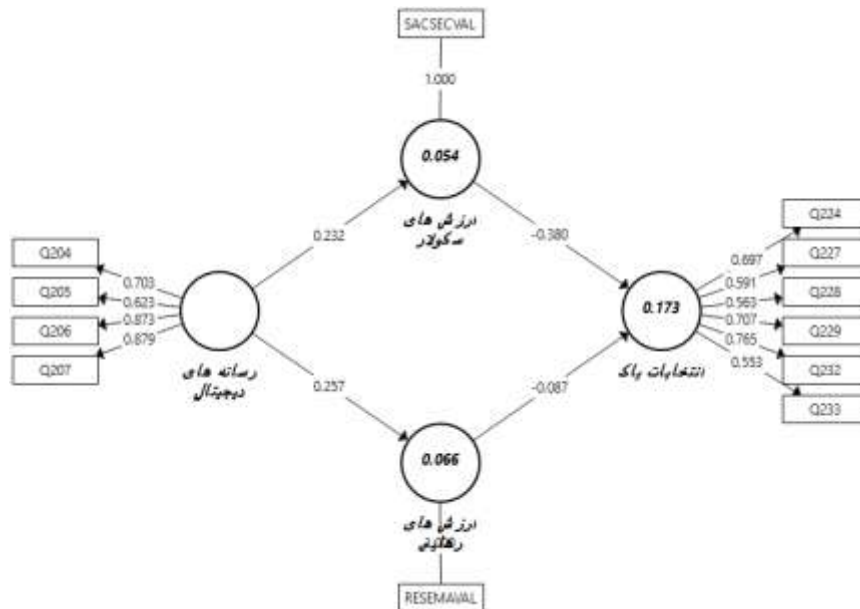 SACSECVAL
1.000
0.054
ارزش های
سکولار
0.232
-0.380
Q204
Q205
Q206
Q207
0.703
0.623
0.873
0.879
رسانه های
دیجیتال
Q224
Q227
Q228
Q229
Q232
Q233
0.697
0.591
0.563
0.707
0.765
0.553
0.173
انتخابات پاک
0.257
-0.087
0.066
ارزش های
رهایی
RESEMAVAL